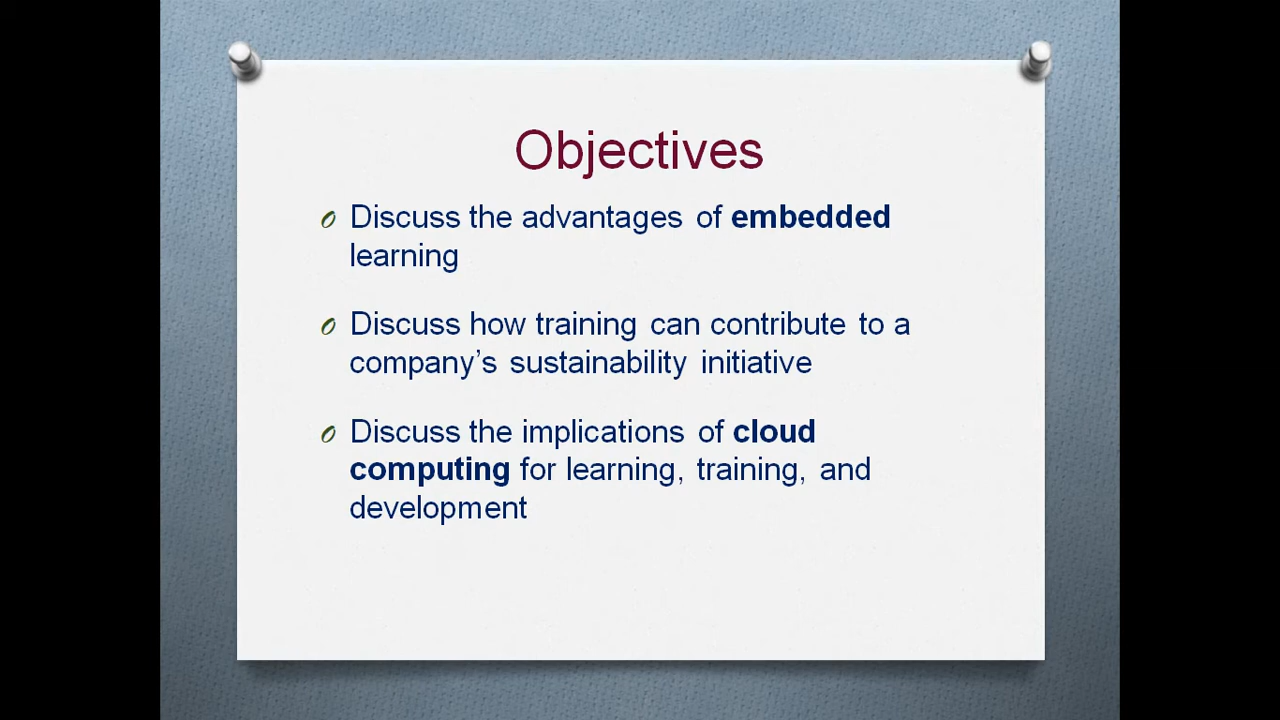 Objectives
Discuss the advantages of embedded
learning
Discuss how training can contribute to a
company’s sustainability initiative
Discuss the implications of cloud
computing for learning, training, and
development